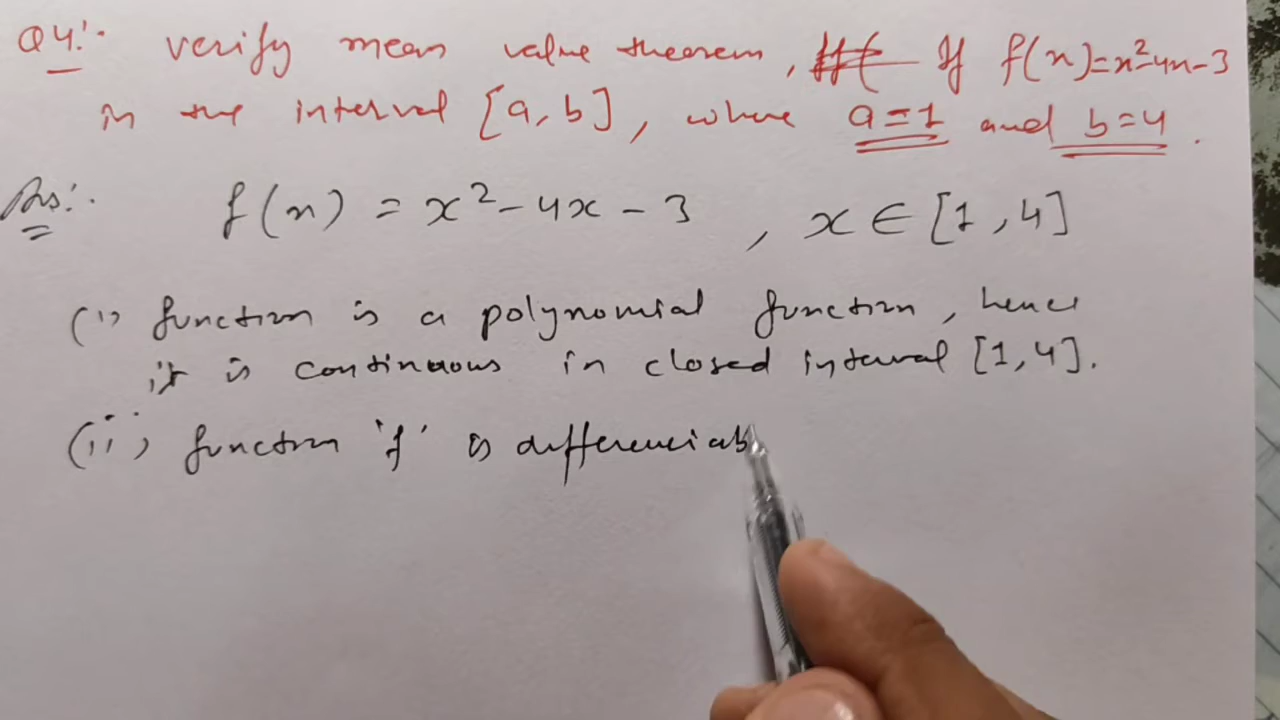 Q4:- verify mean value theorem, If f(x)=x²-4x-3
in the interval [a,b], where a=1 and b=4.
Ans:- f(x) = x² - 4x - 3 , x ∈ [1,4]
(i) function is a polynomial function, hence
it is continuous in closed interval [1,4].
(ii) function 'f' is differenciab